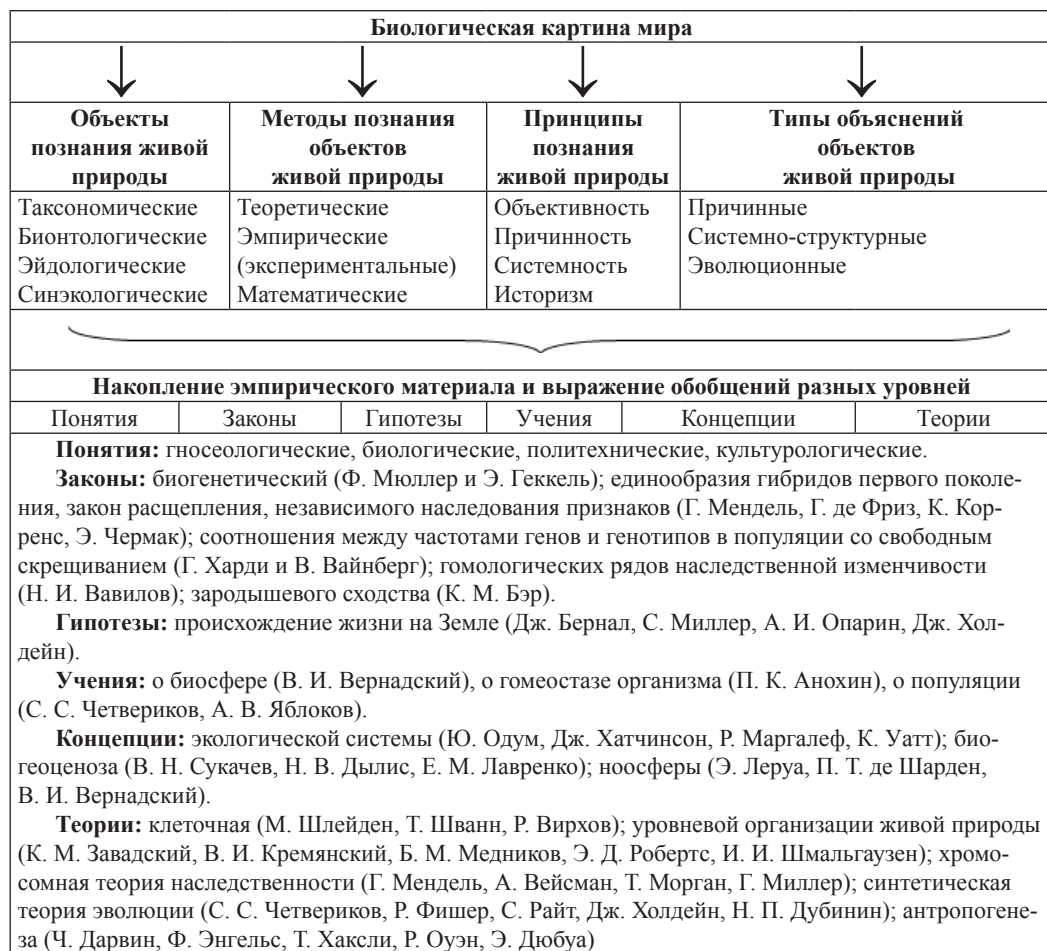 Биологическая картина мира
Объекты
познания живой
природы
Методы познания
объектов
живой природы
Принципы
познания
живой природы
Типы объяснений
объектов
живой природы
Таксономические
Бионтологические
Эйдологические
Синэкологические
Теоретические
Эмпирические
(экспериментальные)
Математические
Объективность
Причинность
Системность
Историзм
Причинные
Системно-структурные
Эволюционные
Накопление эмпирического материала и выражение обобщений разных уровней
Понятия Законы Гипотезы Учения Концепции Теории
Понятия: гносеологические, биологические, политехнические, культурологические.
Законы: биогенетический (Ф. Мюллер и Э. Геккель); единообразия гибридов первого поколе-
ния, закон расщепления, независимого наследования признаков (Г. Мендель, Г. де Фриз, К. Кор-
ренс, Э. Чермак); соотношения между частотами генов и генотипов в популяции со свободным
скрещиванием (Г. Харди и В. Вайнберг); гомологических рядов наследственной изменчивости
(Н. И. Вавилов); зародышевого сходства (К. М. Бэр).
Гипотезы: происхождение жизни на Земле (Дж. Бернал, С. Миллер, А. И. Опарин, Дж. Хол-
дейн).
Учения: о биосфере (В. И. Вернадский), о гомеостазе организма (П. К. Анохин), о популяции
(С. С. Четвериков, А. В. Яблоков).
Концепции: экологической системы (Ю. Одум, Дж. Хатчинсон, Р. Маргалеф, К. Уатт); био-
геоценоза (В. Н. Сукачев, Н. В. Дылис, Е. М. Лавренко); ноосферы (Э. Леруа, П. Т. де Шарден,
В. И. Вернадский).
Теории: клеточная (М. Шлейден, Т. Шванн, Р. Вирхов); уровневой организации живой природы
(К. М. Завадский, В. И. Кремянский, Б. М. Медников, Э. Д. Робертс, И. И. Шмальгаузен); хромо-
сомная теория наследственности (Г. Мендель, А. Вейсман, Т. Морган, Г. Миллер); синтетическая
теория эволюции (С. С. Четвериков, Р. Фишер, С. Райт, Дж. Холдейн, Н. П. Дубинин); антропогене-
за (Ч. Дарвин, Ф. Энгельс, Т. Хаксли, Р. Оуэн, Э. Дюбуа)